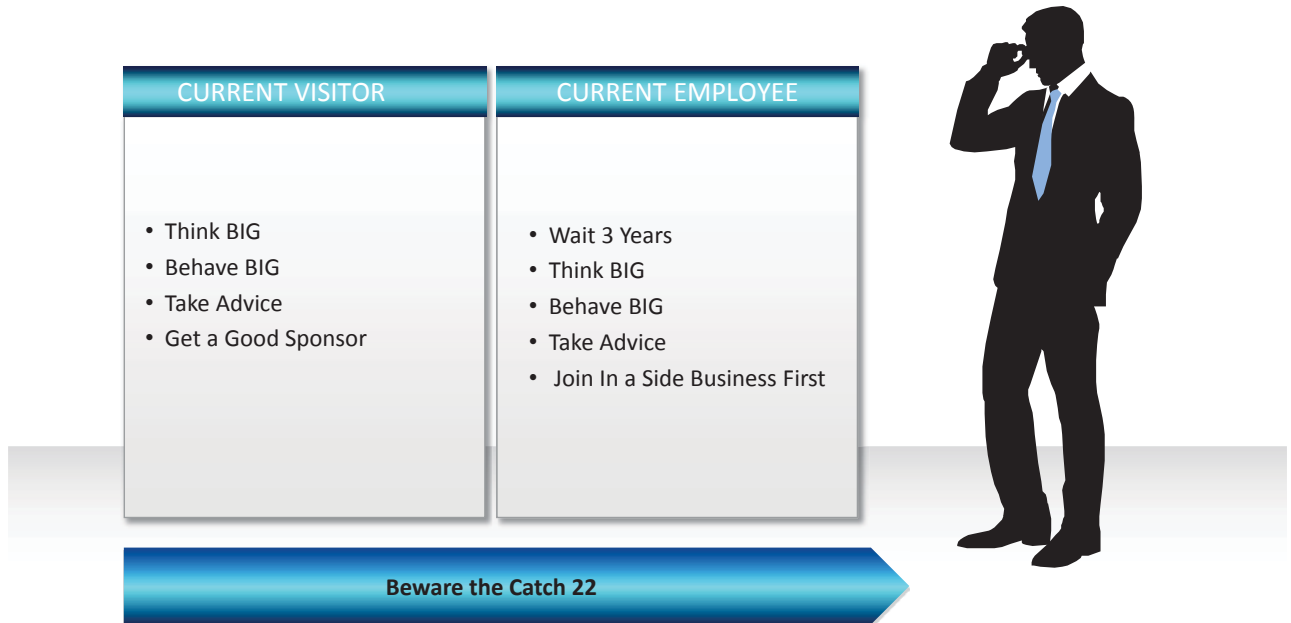 CURRENT VISITOR
• Think BIG
• Behave BIG
• Take Advice
• Get a Good Sponsor
CURRENT EMPLOYEE
• Wait 3 Years
• Think BIG
• Behave BIG
• Take Advice
• Join In a Side Business First
Beware the Catch 22